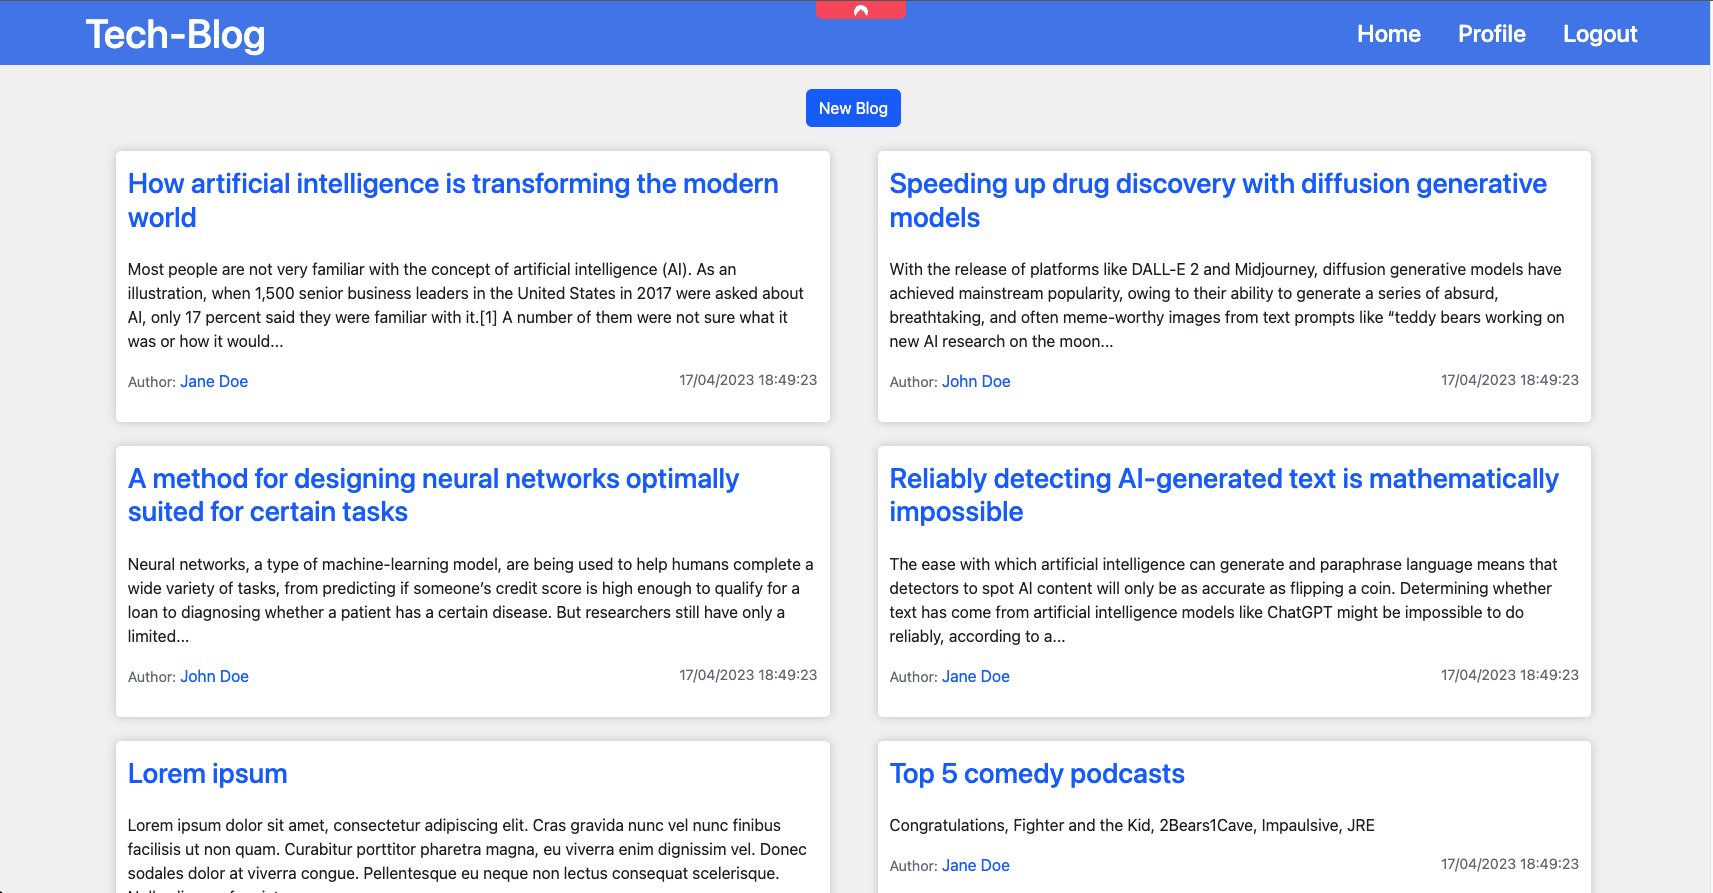 Tech-Blog
Home Profile Logout
New Blog
How artificial intelligence is transforming the modern
world
Most people are not very familiar with the concept of artificial intelligence (AI). As an
illustration, when 1,500 senior business leaders in the United States in 2017 were asked about
AI, only 17 percent said they were familiar with it.[1] A number of them were not sure what it
was or how it would...
Author: Jane Doe 17/04/2023 18:49:23
Speeding up drug discovery with diffusion generative
models
With the release of platforms like DALL-E 2 and Midjourney, diffusion generative models have
achieved mainstream popularity, owing to their ability to generate a series of absurd,
breathtaking, and often meme-worthy images from text prompts like “teddy bears working on
new AI research on the moon...
Author: John Doe 17/04/2023 18:49:23
A method for designing neural networks optimally
suited for certain tasks
Neural networks, a type of machine-learning model, are being used to help humans complete a
wide variety of tasks, from predicting if someone’s credit score is high enough to qualify for a
loan to diagnosing whether a patient has a certain disease. But researchers still have only a
limited...
Author: John Doe 17/04/2023 18:49:23
Reliably detecting AI-generated text is mathematically
impossible
The ease with which artificial intelligence can generate and paraphrase language means that
detectors to spot AI content will only be as accurate as flipping a coin. Determining whether
text has come from artificial intelligence models like ChatGPT might be impossible to do
reliably, according to a...
Author: Jane Doe 17/04/2023 18:49:23
Lorem ipsum
Lorem ipsum dolor sit amet, consectetur adipiscing elit. Cras gravida nunc vel nunc finibus
facilisis ut non quam. Curabitur porttitor pharetra magna, eu viverra enim dignissim vel. Donec
sodales dolor at viverra congue. Pellentesque eu neque non lectus consequat scelerisque.
Top 5 comedy podcasts
Congratulations, Fighter and the Kid, 2Bears1Cave, Impaulsive, JRE
Author: Jane Doe 17/04/2023 18:49:23